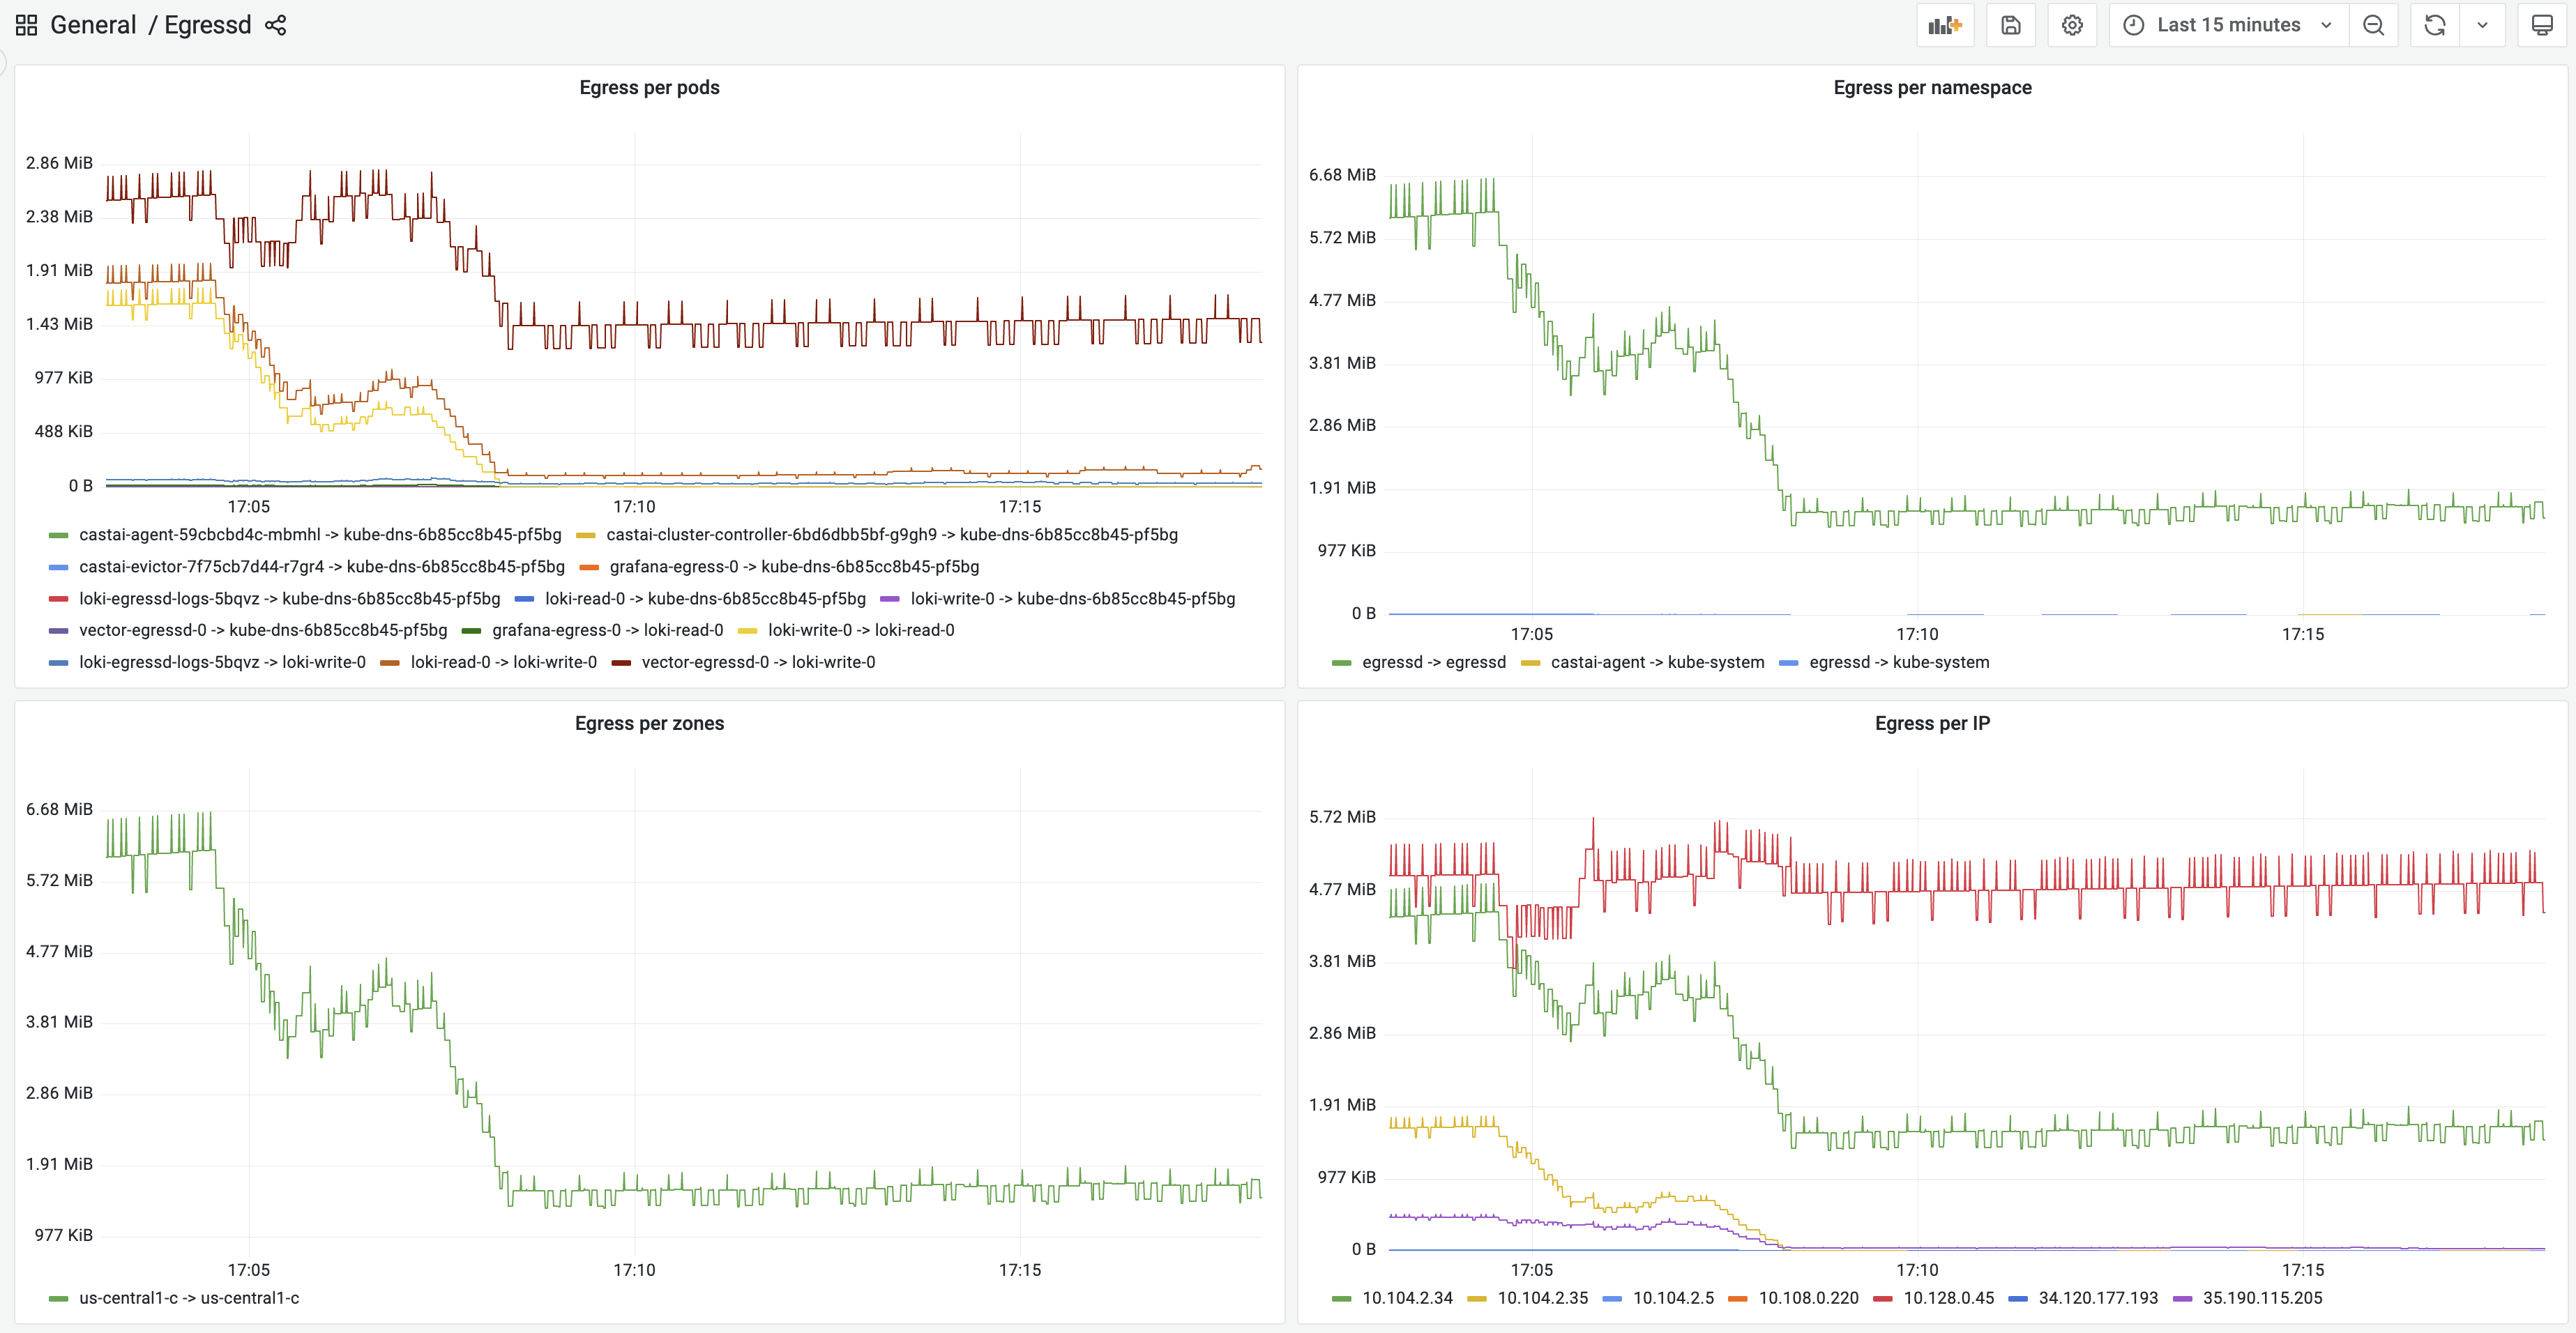 General / Egressd
Last 15 minutes
Egress per pods
2.86 MiB
2.38 MiB
1.91 MiB
1.43 MiB
977 KiB
488 KiB
0 B
17:05 17:10 17:15
castai-agent-59cbcbd4c-mbmhl -> kube-dns-6b85cc8b45-pf5bg castai-cluster-controller-6bd6dbb5bf-g9gh9 -> kube-dns-6b85cc8b45-pf5bg
castai-evictor-7f75cb7d44-r7gr4 -> kube-dns-6b85cc8b45-pf5bg grafana-egress-0 -> kube-dns-6b85cc8b45-pf5bg
loki-egressd-logs-5bqvz -> kube-dns-6b85cc8b45-pf5bg loki-read-0 -> kube-dns-6b85cc8b45-pf5bg loki-write-0 -> kube-dns-6b85cc8b45-pf5bg
vector-egressd-0 -> kube-dns-6b85cc8b45-pf5bg grafana-egress-0 -> loki-read-0 loki-write-0 -> loki-read-0
loki-egressd-logs-5bqvz -> loki-write-0 loki-read-0 -> loki-write-0 vector-egressd-0 -> loki-write-0
Egress per namespace
6.68 MiB
5.72 MiB
4.77 MiB
3.81 MiB
2.86 MiB
1.91 MiB
977 KiB
0 B
17:05 17:10 17:15
egressd -> egressd castai-agent -> kube-system egressd -> kube-system
Egress per zones
6.68 MiB
5.72 MiB
4.77 MiB
3.81 MiB
2.86 MiB
1.91 MiB
977 KiB
17:05 17:10 17:15
us-central1-c -> us-central1-c
Egress per IP
5.72 MiB
4.77 MiB
3.81 MiB
2.86 MiB
1.91 MiB
977 KiB
0 B
17:05 17:10 17:15
10.104.2.34 10.104.2.35 10.104.2.5 10.108.0.220 10.128.0.45 34.120.177.193 35.190.115.205